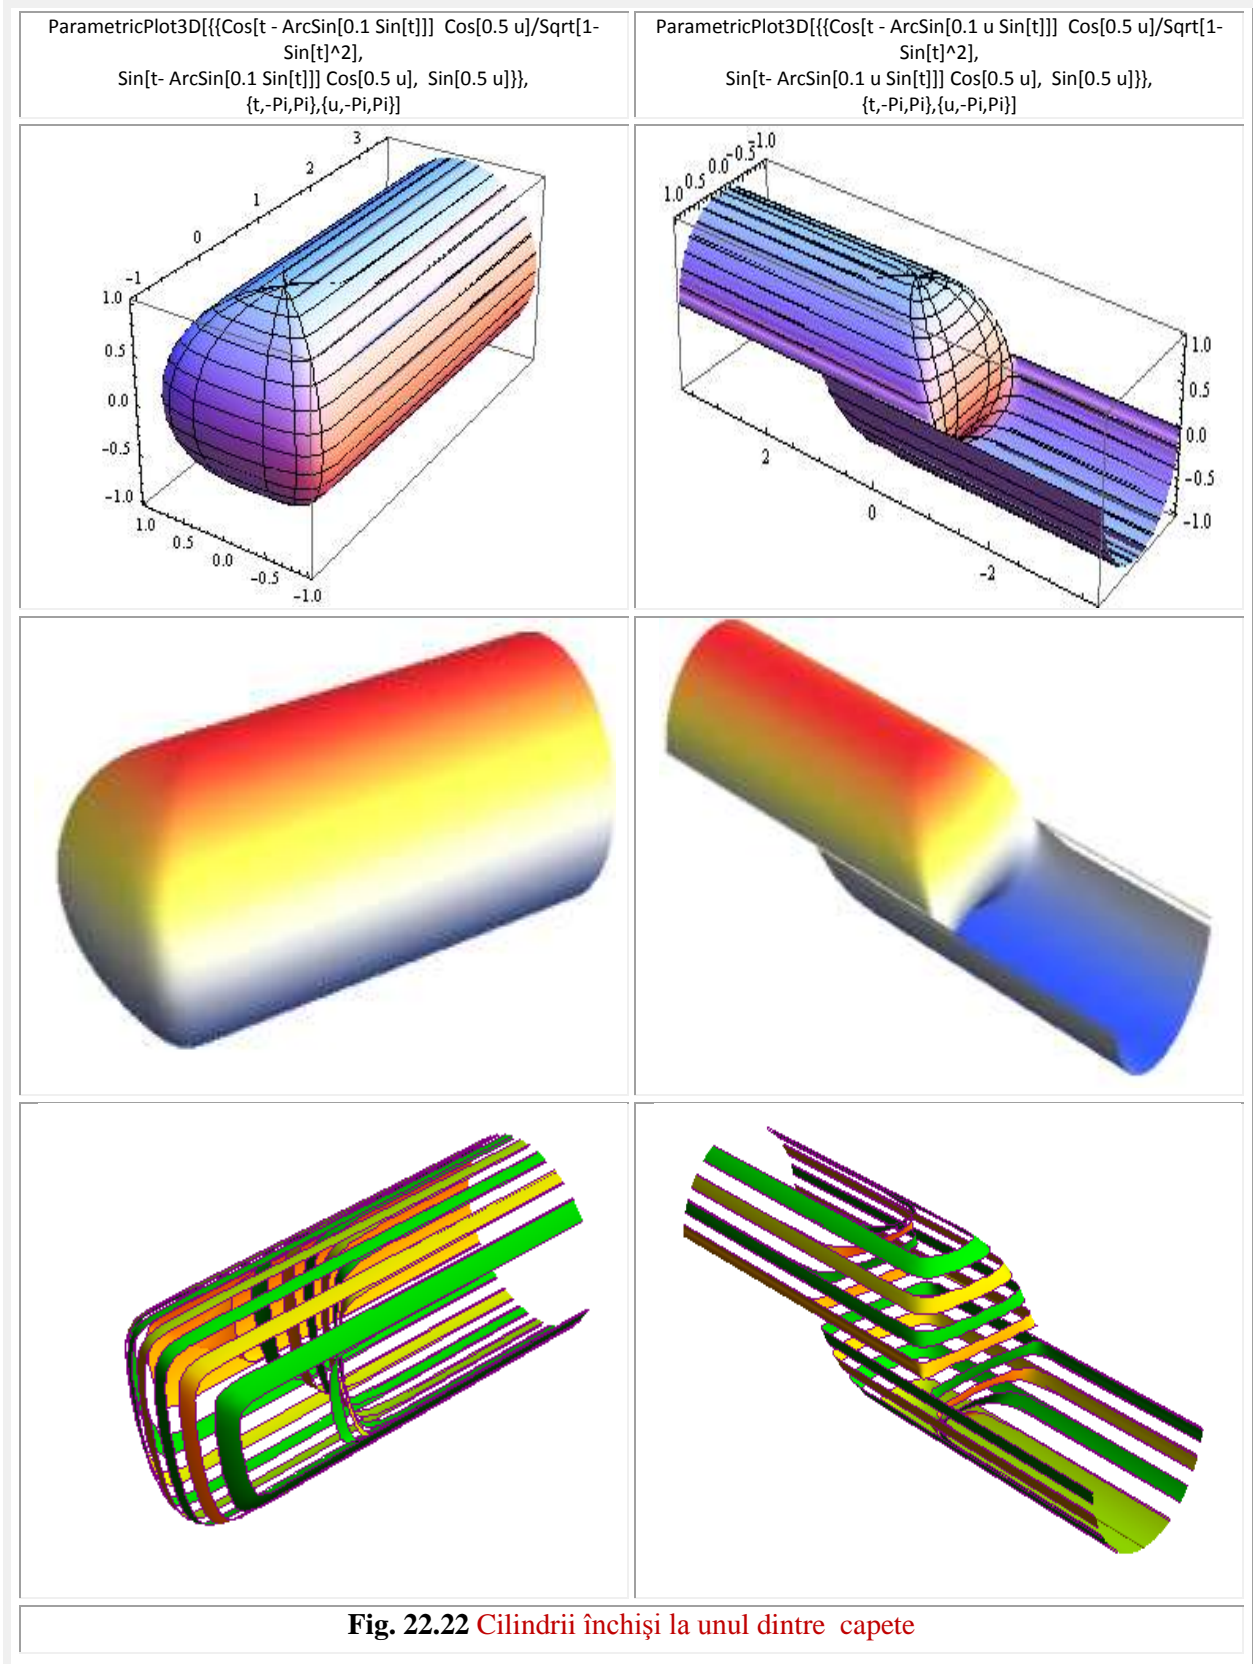 ParametricPlot3D[{{Cos[t - ArcSin[0.1 Sin[t]]] Cos[0.5 u]/Sqrt[1-
Sin[t]^2],
Sin[t- ArcSin[0.1 Sin[t]]] Cos[0.5 u], Sin[0.5 u]}},
{t,-Pi,Pi},{u,-Pi,Pi}]
ParametricPlot3D[{{Cos[t - ArcSin[0.1 u Sin[t]]] Cos[0.5 u]/Sqrt[1-
Sin[t]^2],
Sin[t- ArcSin[0.1 u Sin[t]]] Cos[0.5 u], Sin[0.5 u]}},
{t,-Pi,Pi},{u,-Pi,Pi}]
3
2
1
0
-1
1.0
0.5
0.0
-0.5
-1.0
1.0
0.5
0.0
-0.5
-1.0
1.0 0.5 0.0 -0.5 -1.0
1.0
0.5
0.0
-0.5
-1.0
2
0
-2
Fig. 22.22 Cilindrii închişi la unul dintre capete